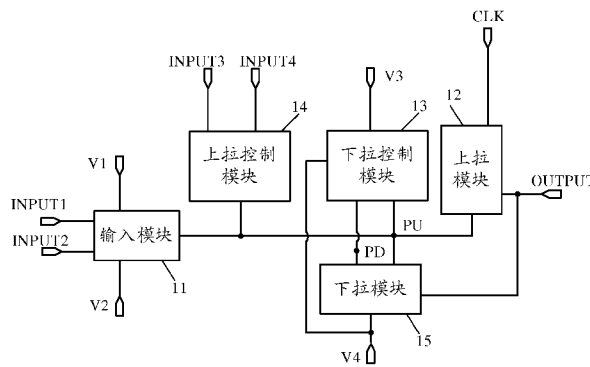 CLK
INPUT3 INPUT4
V3
14
13
12
上拉控制
模块
下拉控制
模块
上拉
模块
V1
OUTPUT
INPUT1
INPUT2
输入模块
PU
PD
11
下拉模块
V2
15
V4